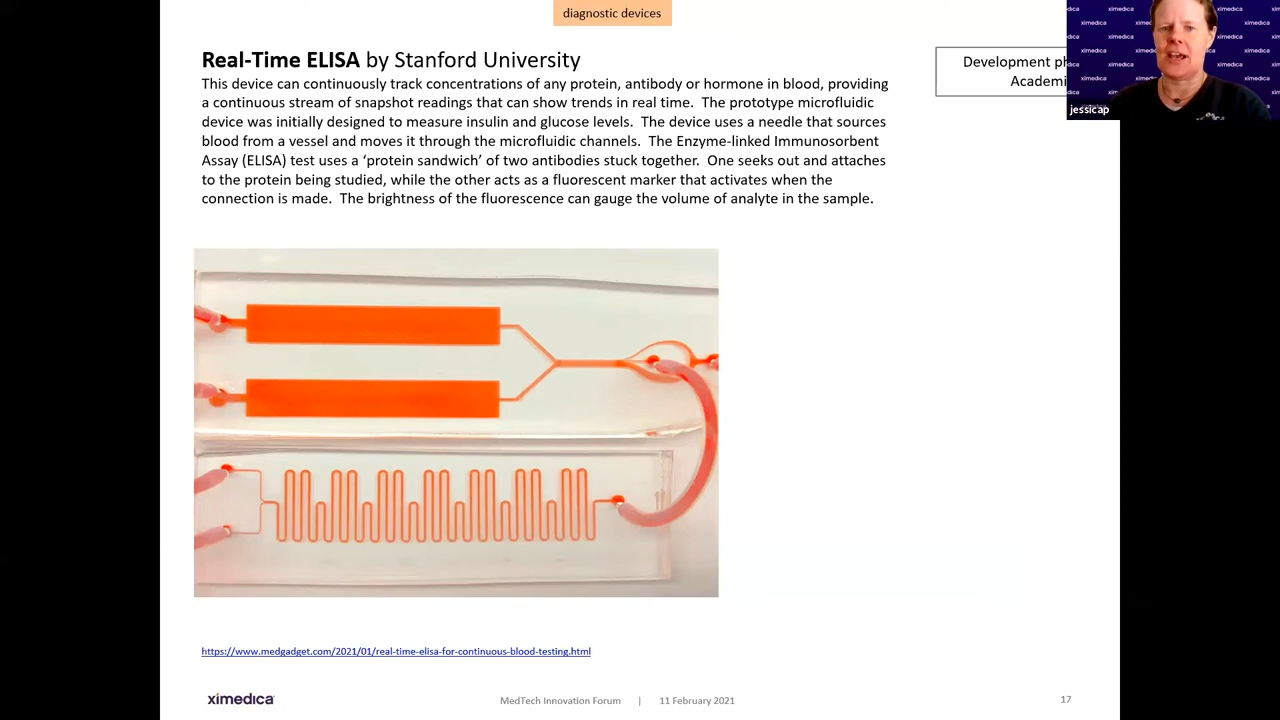 diagnostic devices
Real-Time ELISA by Stanford University
This device can continuously track concentrations of any protein, antibody or hormone in blood, providing
a continuous stream of snapshot readings that can show trends in real time.  The prototype microfluidic
device was initially designed to measure insulin and glucose levels.  The device uses a needle that sources
blood from a vessel and moves it through the microfluidic channels.  The Enzyme-linked Immunosorbent
Assay (ELISA) test uses a ‘protein sandwich’ of two antibodies stuck together.  One seeks out and attaches
to the protein being studied, while the other acts as a fluorescent marker that activates when the
connection is made.  The brightness of the fluorescence can gauge the volume of analyte in the sample.
Development
ximedica
jessicap
https://www.medgadget.com/2021/01/real-time-elisa-for-continuous-blood-testing.html
ximedica
MedTech Innovation Forum | 11 February 2021
17